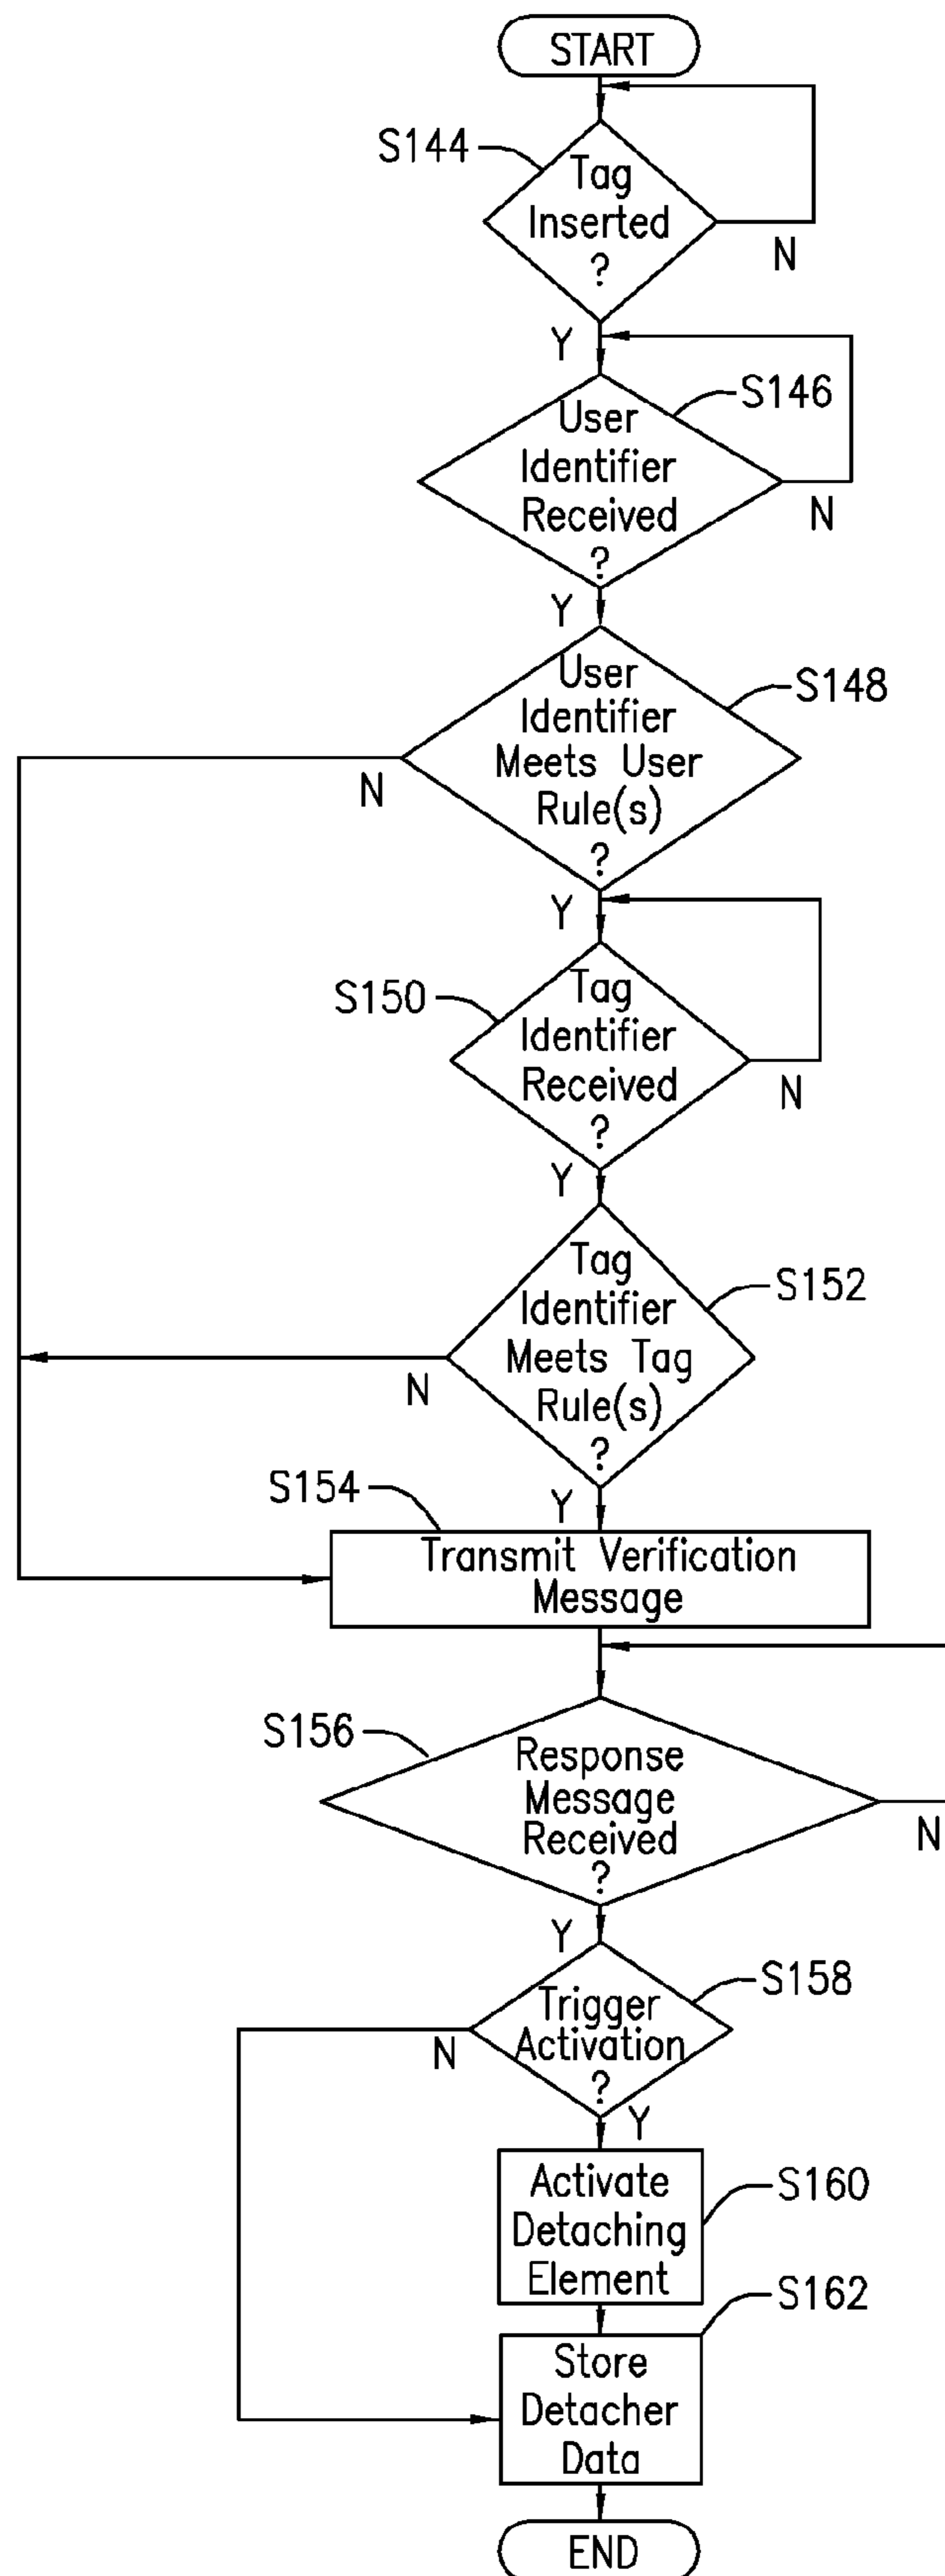 START
S144
Tag
Inserted
?
N
Y
S146
User
Identifier
Received
?
N
Y
S148
User
Identifier
Meets User
Rule(s)
?
N
Y
S150
Tag
Identifier
Received
?
N
Y
S152
Tag
Identifier
Meets Tag
Rule(s)
?
N
Y
S154
Transmit Verification
Message
S156
Response
Message
Received
?
N
Y
S158
Trigger
Activation
?
N
Y
S160
Activate
Detaching
Element
S162
Store
Detacher
Data
END